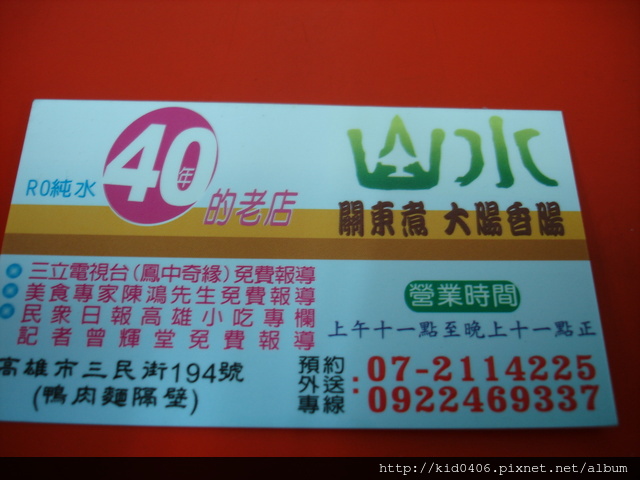 RO純水
40年
的老店
山水
關東煮 大腸香腸
三立電視台(鳳中奇緣)免費報導
美食專家陳鴻先生免費報導
民衆日報高雄小吃專欄
記者曾輝堂免費報導
高雄市三民街194號
(鴨肉麵隔壁)
營業時間
上午十一點至晚上十一點正
預約外送專線:
07-2114225
0922469337
http://kid0406.pixnet.net/album